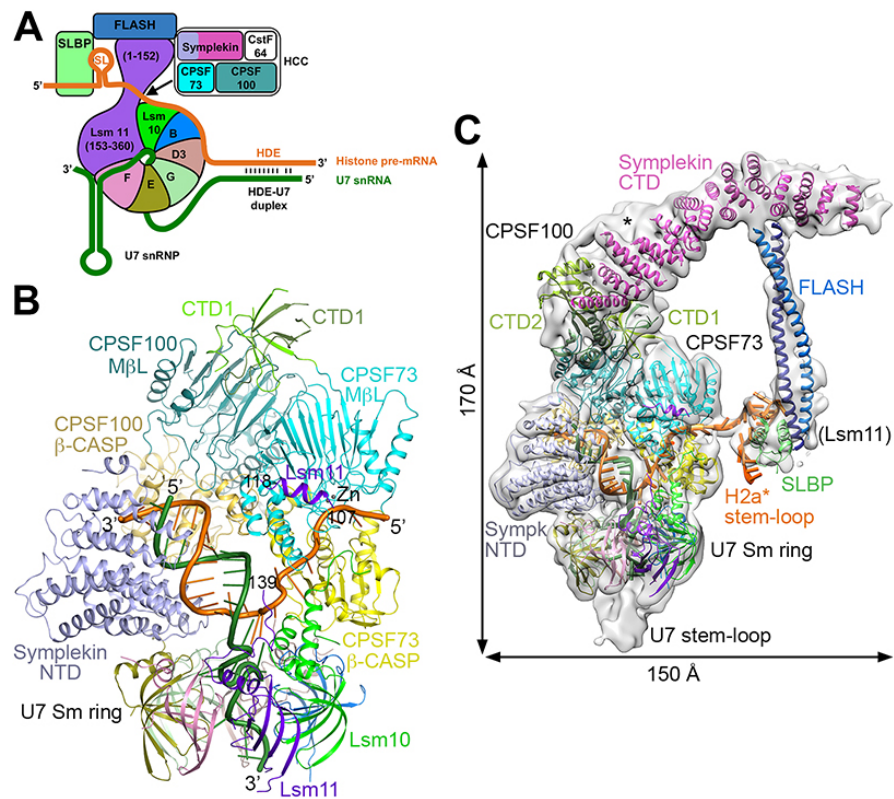 A
FLASH
SLBP
SL
(1-152)
Symplekin
CstF
64
CPSF
73
CPSF
100
HCC
5'
Lsm 11
(153-360)
Lsm
10
B
D3
G
E
F
3'
HDE
3'
Histone pre-mRNA
5'
U7 snRNA
HDE-U7
duplex
U7 snRNP
B
CTD1
CTD1
CPSF100
MβL
CPSF73
MβL
CPSF100
β-CASP
118
Lsm11
Zn
107
5'
3'
5'
139
Symplekin
NTD
CPSF73
β-CASP
U7 Sm ring
Lsm10
3'
Lsm11
C
Symplekin
CTD
*
CPSF100
FLASH
CTD2
CTD1
CPSF73
170 Å
(Lsm11)
SLBP
H2a*
stem-loop
Sympk
NTD
U7 Sm ring
U7 stem-loop
150 Å